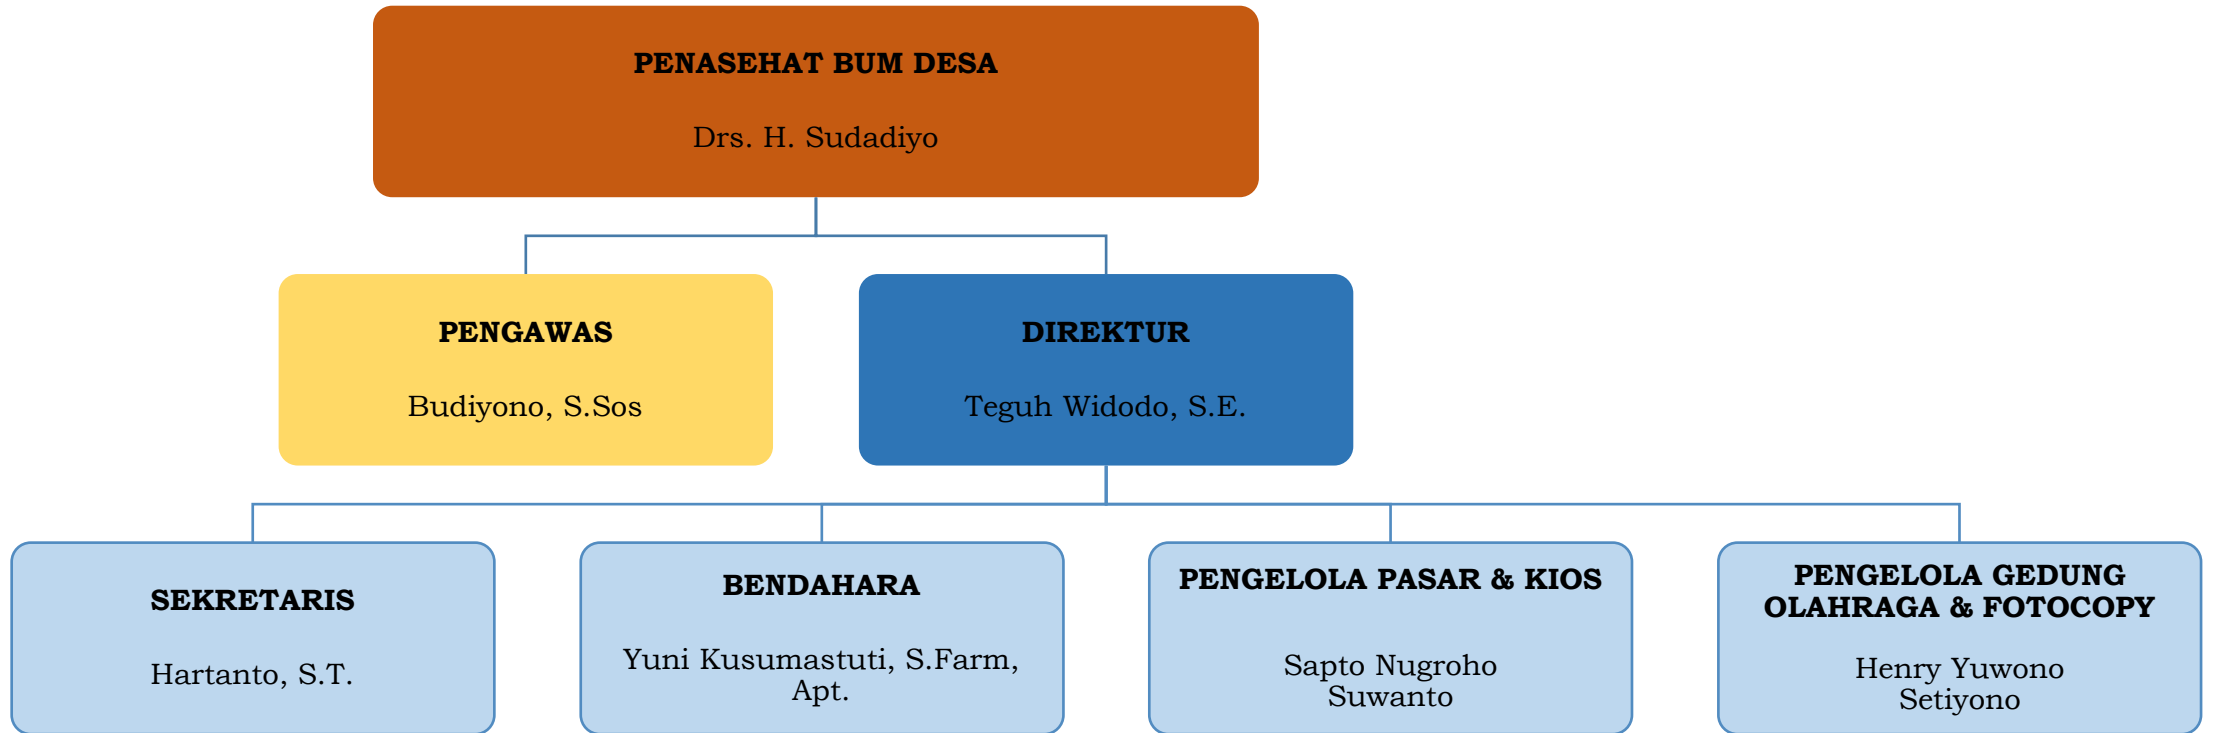 PENASEHAT BUM DESA
Drs. H. Sudadiyo
PENGAWAS
Budiyono, S.Sos
DIREKTUR
Teguh Widodo, S.E.
SEKRETARIS
Hartanto, S.T.
BENDAHARA
Yuni Kusumastuti, S.Farm,
Apt.
PENGELOLA PASAR & KIOS
Sapto Nugroho
Suwanto
PENGELOLA GEDUNG
OLAHRAGA & FOTOCOPY
Henry Yuwono
Setiyono